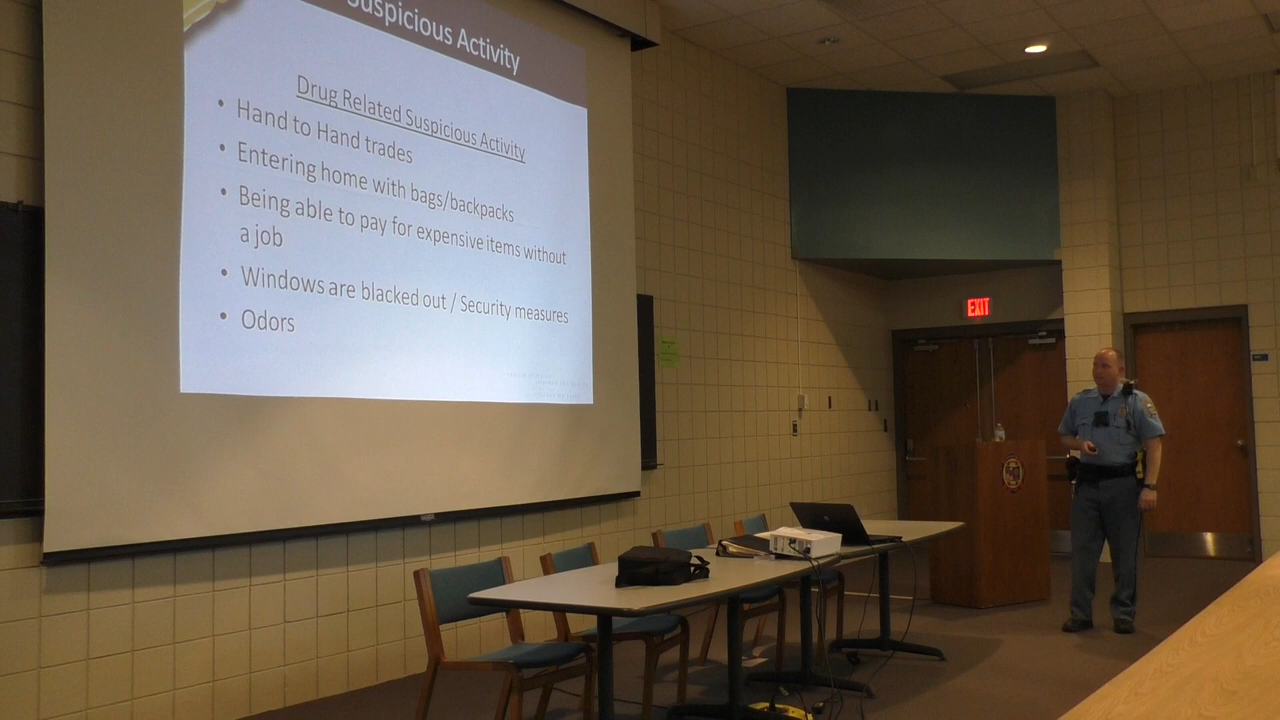 Suspicious Activity
Drug Related Suspicious Activity
• Hand to Hand trades
• Entering home with bags/backpacks
• Being able to pay for expensive items without
a job
• Windows are blacked out / Security measures
• Odors
EXIT